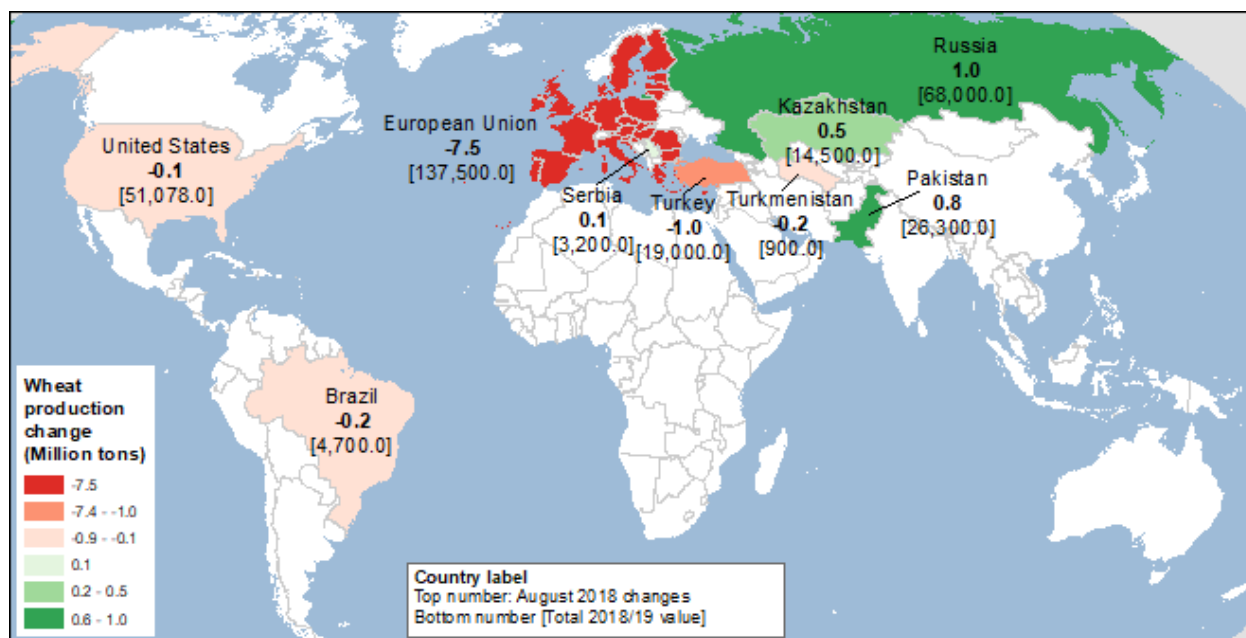 Russia
1.0
[68,000.0]
Kazakhstan
0.5
[14,500.0]
European Union
-7.5
[137,500.0]
United States
-0.1
[51,078.0]
Pakistan
0.8
[26,300.0]
Serbia
0.1
[3,200.0]
Turkey
-1.0
[19,000.0]
Turkmenistan
-0.2
[900.0]
Brazil
-0.2
[4,700.0]
Wheat
production
change
(Million tons)
-7.5
-7.4 - -1.0
-0.9 - -0.1
0.1
0.2 - 0.5
0.6 - 1.0
Country label
Top number: August 2018 changes
Bottom number [Total 2018/19 value]